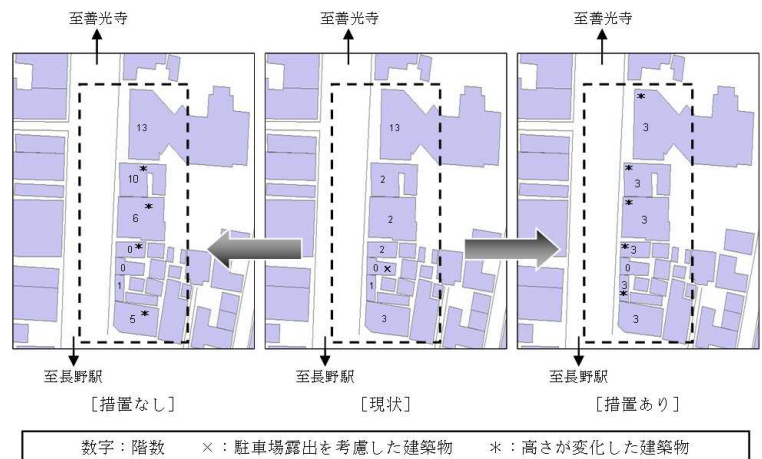 至善光寺 至善光寺 至善光寺
13 13 3*
10* 2 3*
6* 2 3*
0* 2 3*
0 0× 0
1 1 3*
5* 3 3
至長野駅 至長野駅 至長野駅
[措置なし] [現状] [措置あり]
数字:階数 ×:駐車場露出を考慮した建築物 *:高さが変化した建築物